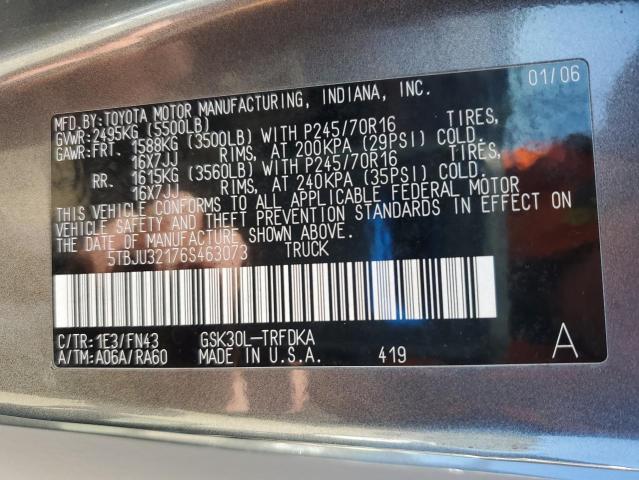 MFD.BY:TOYOTA MOTOR MANUFACTURING, INDIANA, INC. 01/06
GVWR:2495KG (5500LB)
GAWR:FRT. 1588KG (3500LB) WITH P245/70R16 TIRES,
16X7JJ RIMS, AT 200KPA (29PSI) COLD.
RR. 1615KG (3560LB) WITH P245/70R16 TIRES,
16X7JJ RIMS, AT 240KPA (35PSI) COLD.
THIS VEHICLE CONFORMS TO ALL APPLICABLE FEDERAL MOTOR
VEHICLE SAFETY AND THEFT PREVENTION STANDARDS IN EFFECT ON
THE DATE OF MANUFACTURE SHOWN ABOVE.
5TBJU32176S463073 TRUCK
C/TR:1E3/FN43 GSK30L-TRFDKA
A/TM:A06A/RA60 MADE IN U.S.A. 419 A